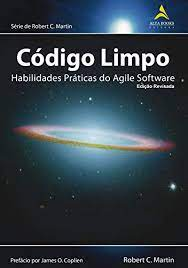 Série de Robert C. Martin
ALTA BOOKS
Código Limpo
Habilidades Práticas do Agile Software
Edição Revisada
Prefácio por James O. Coplien
Robert C. Martin